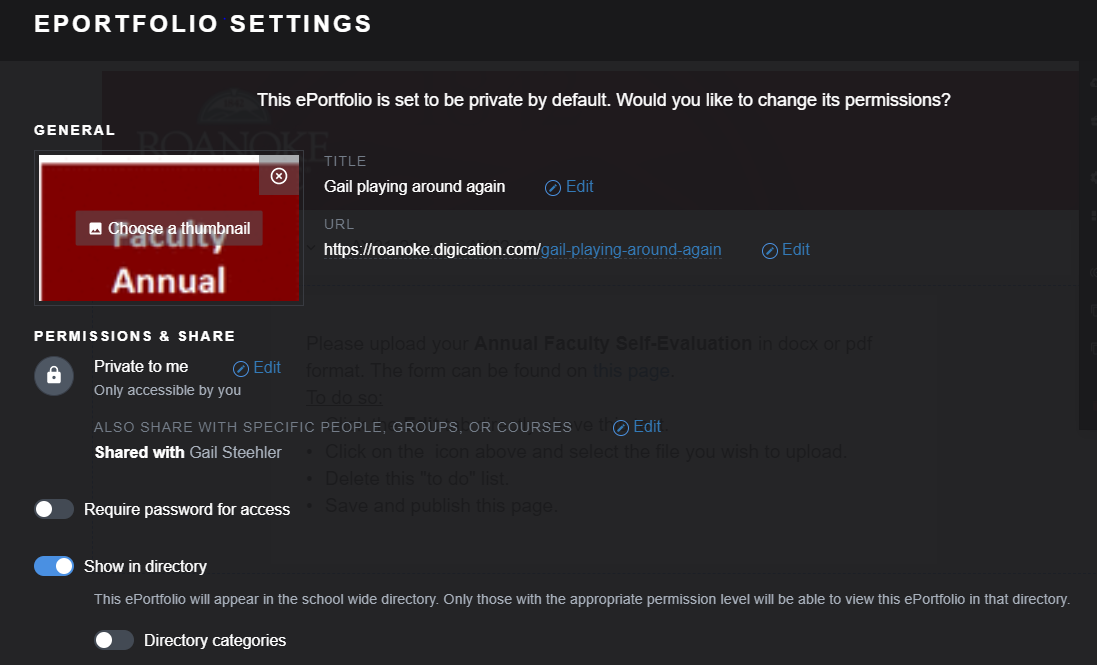 EPORTFOLIO SETTINGS
This ePortfolio is set to be private by default. Would you like to change its permissions?
ROANOKE
GENERAL
Choose a thumbnail
Faculty
Annual
TITLE
Gail playing around again
Edit
URL
https://roanoke.digication.com/gail-playing-around-again
Edit
PERMISSIONS & SHARE
Private to me
Edit
Only accessible by you
ALSO SHARE WITH SPECIFIC PEOPLE, GROUPS, OR COURSES
Edit
Shared with Gail Steehler
Please upload your Annual Faculty Self-Evaluation in docx or pdf
format. The form can be found on this page.
To do so:
• Click on the icon above and select the file you wish to upload.
• Delete this "to do" list.
• Save and publish this page.
Require password for access
Show in directory
This ePortfolio will appear in the school wide directory. Only those with the appropriate permission level will be able to view this ePortfolio in that directory.
Directory categories